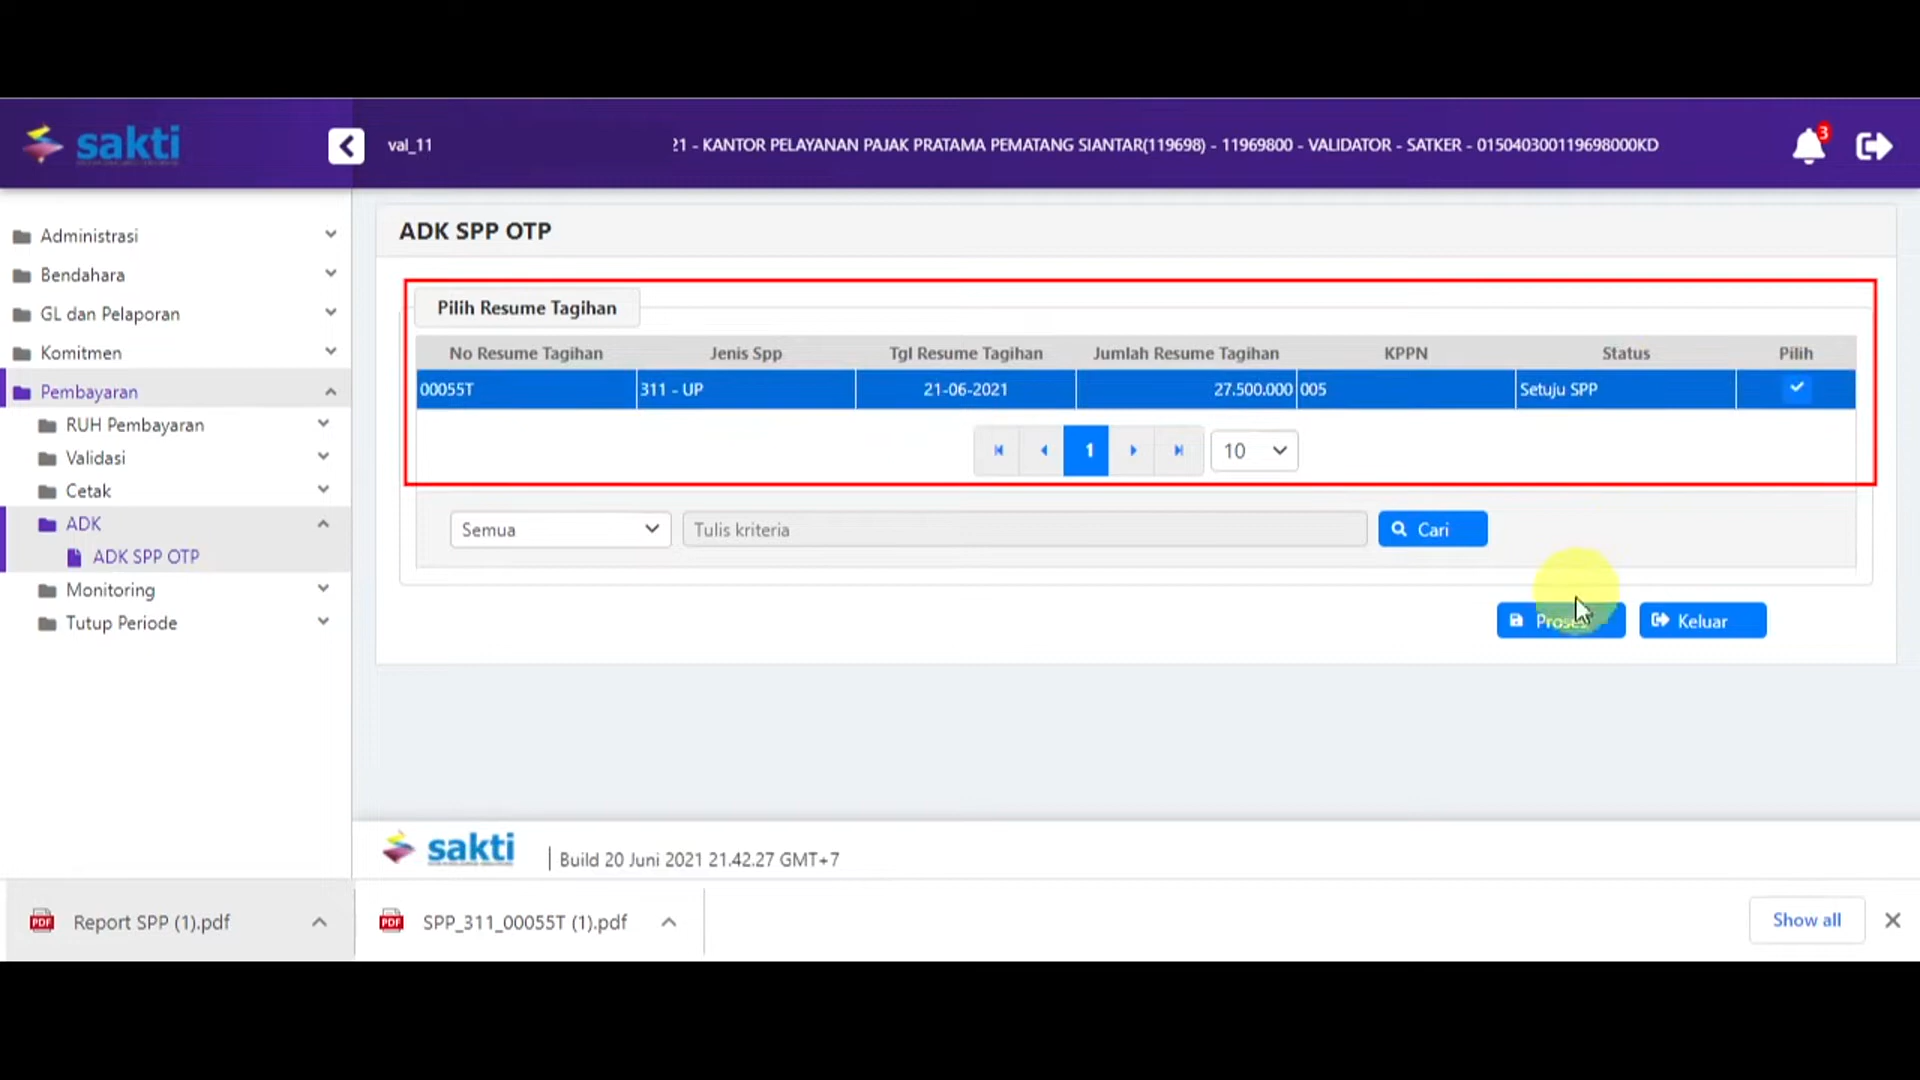 sakti
val_11
21 - KANTOR PELAYANAN PAJAK PRATAMA PEMATANG SIANTAR(119698) - 11969800 - VALIDATOR - SATKER - 015040300119698000KD
3
Administrasi
Bendahara
GL dan Pelaporan
Komitmen
Pembayaran
RUH Pembayaran
Validasi
Cetak
ADK
ADK SPP OTP
Monitoring
Tutup Periode
ADK SPP OTP
Pilih Resume Tagihan
No Resume Tagihan Jenis Spp Tgl Resume Tagihan Jumlah Resume Tagihan KPPN Status Pilih
00055T 311 - UP 21-06-2021 27.500.000 005 Setuju SPP
1 10
Semua Tulis kriteria Cari
Proses Keluar
sakti Build 20 Juni 2021 21.42.27 GMT+7
PDF Report SPP (1).pdf PDF SPP_311_00055T (1).pdf Show all